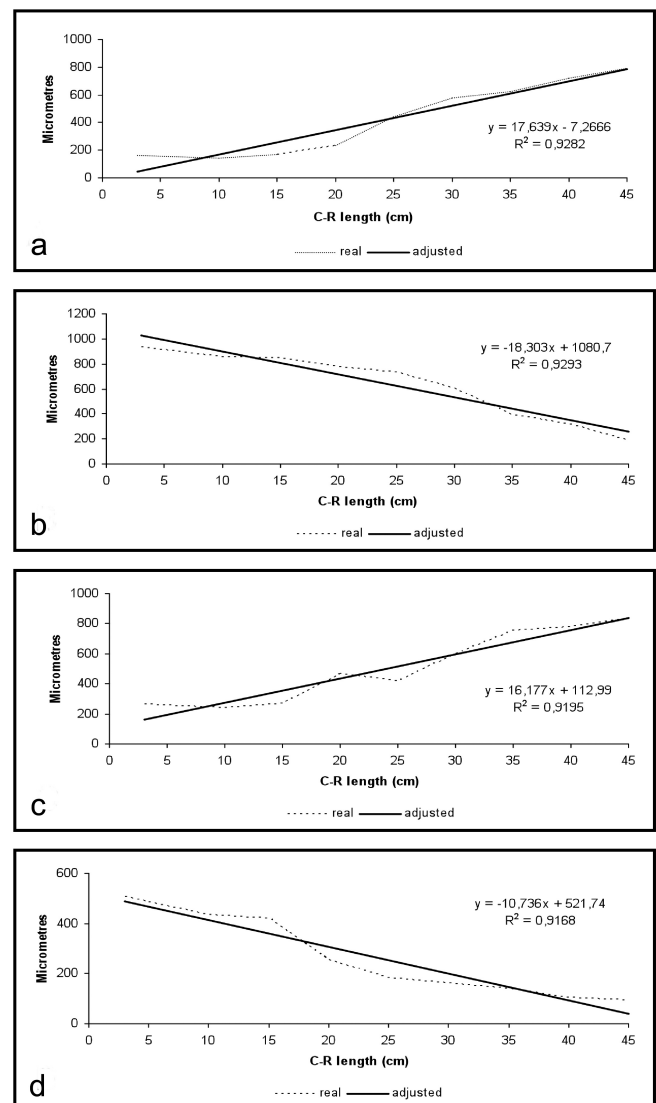 1000
800
600
400
200
0
Micrometres
y = 17,639x - 7,2666
R² = 0,9282
0 5 10 15 20 25 30 35 40 45
C-R length (cm)
a
real adjusted
1200
1000
800
600
400
200
0
Micrometres
y = -18,303x + 1080,7
R² = 0,9293
0 5 10 15 20 25 30 35 40 45
C-R length (cm)
b
real adjusted
1000
800
600
400
200
0
Micrometres
y = 16,177x + 112,99
R² = 0,9195
0 5 10 15 20 25 30 35 40 45
C-R length (cm)
c
real adjusted
600
400
200
0
Micrometres
y = -10,736x + 521,74
R² = 0,9168
0 5 10 15 20 25 30 35 40 45
C-R length (cm)
d
real adjusted